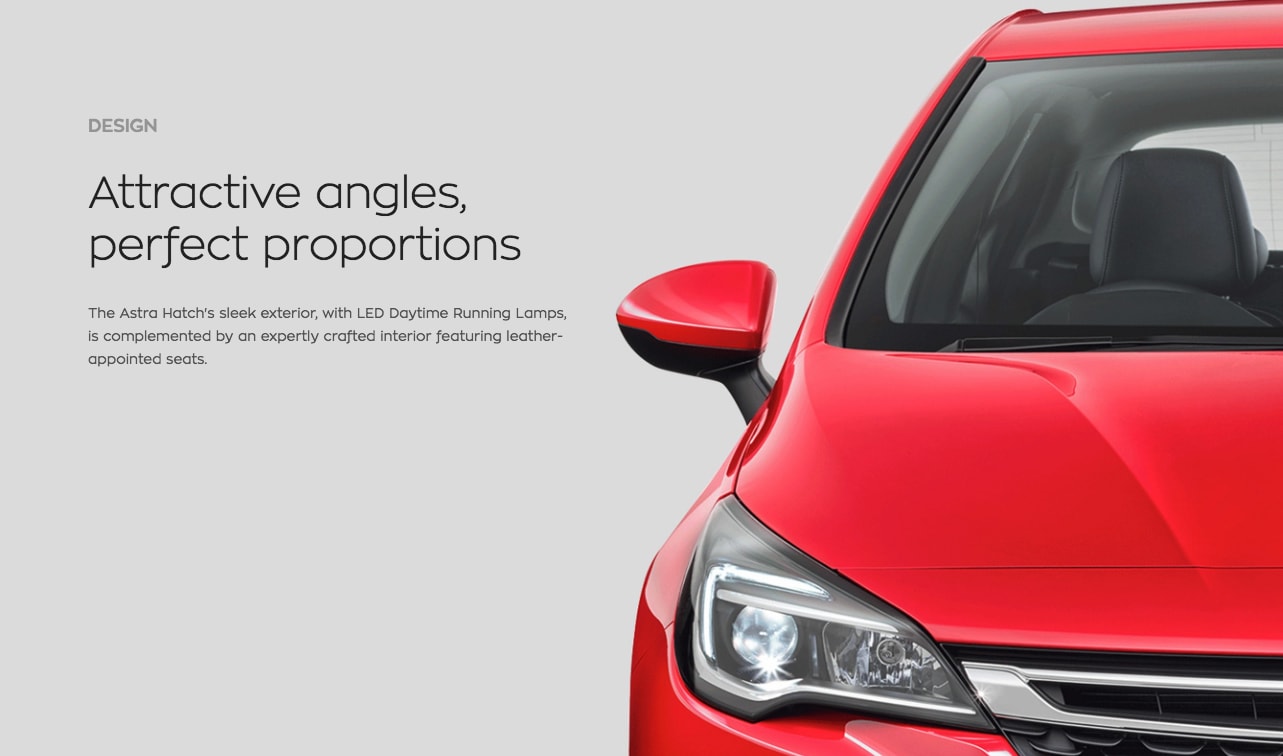 DESIGN
Attractive angles,
perfect proportions
The Astra Hatch's sleek exterior, with LED Daytime Running Lamps,
is complemented by an expertly crafted interior featuring leather-
appointed seats.